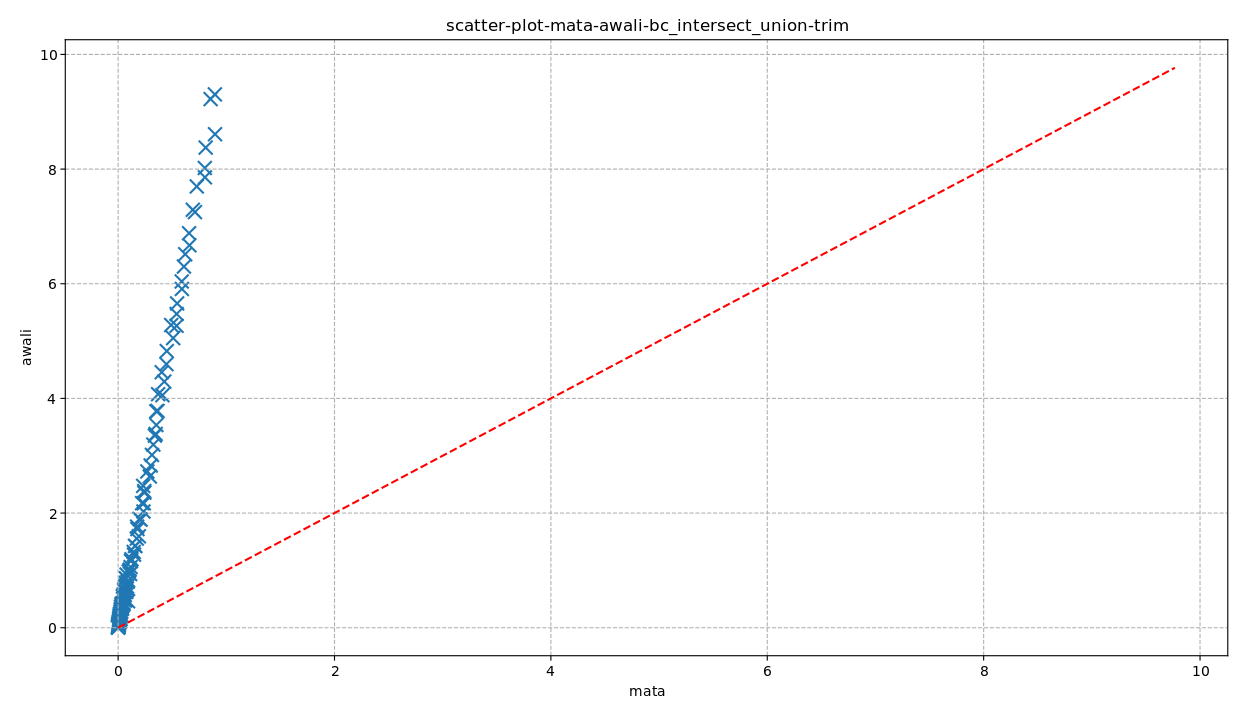 scatter-plot-mata-awali-bc_intersect_union-trim
10
8
6
4
2
0
awali
0 2 4 6 8 10
mata